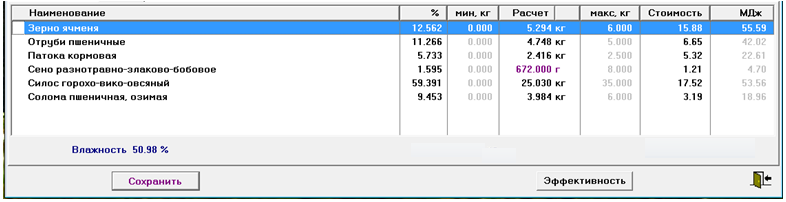 Наименование % мин, кг Расчет макс, кг Стоимость МДж
Зерно ячменя 12.562 0.000 5.294 кг 6.000 15.88 55.59
Отруби пшеничные 11.266 0.000 4.748 кг 5.000 6.65 42.02
Патока кормовая 5.733 0.000 2.416 кг 2.500 5.32 22.61
Сено разнотравно-злаково-бобовое 1.595 0.000 672.000 г 8.000 1.21 4.70
Силос горохо-вико-овсяный 59.391 0.000 25.030 кг 35.000 17.52 53.56
Солома пшеничная, озимая 9.453 0.000 3.984 кг 6.000 3.19 18.96
Влажность 50.98 %
Сохранить Эффективность